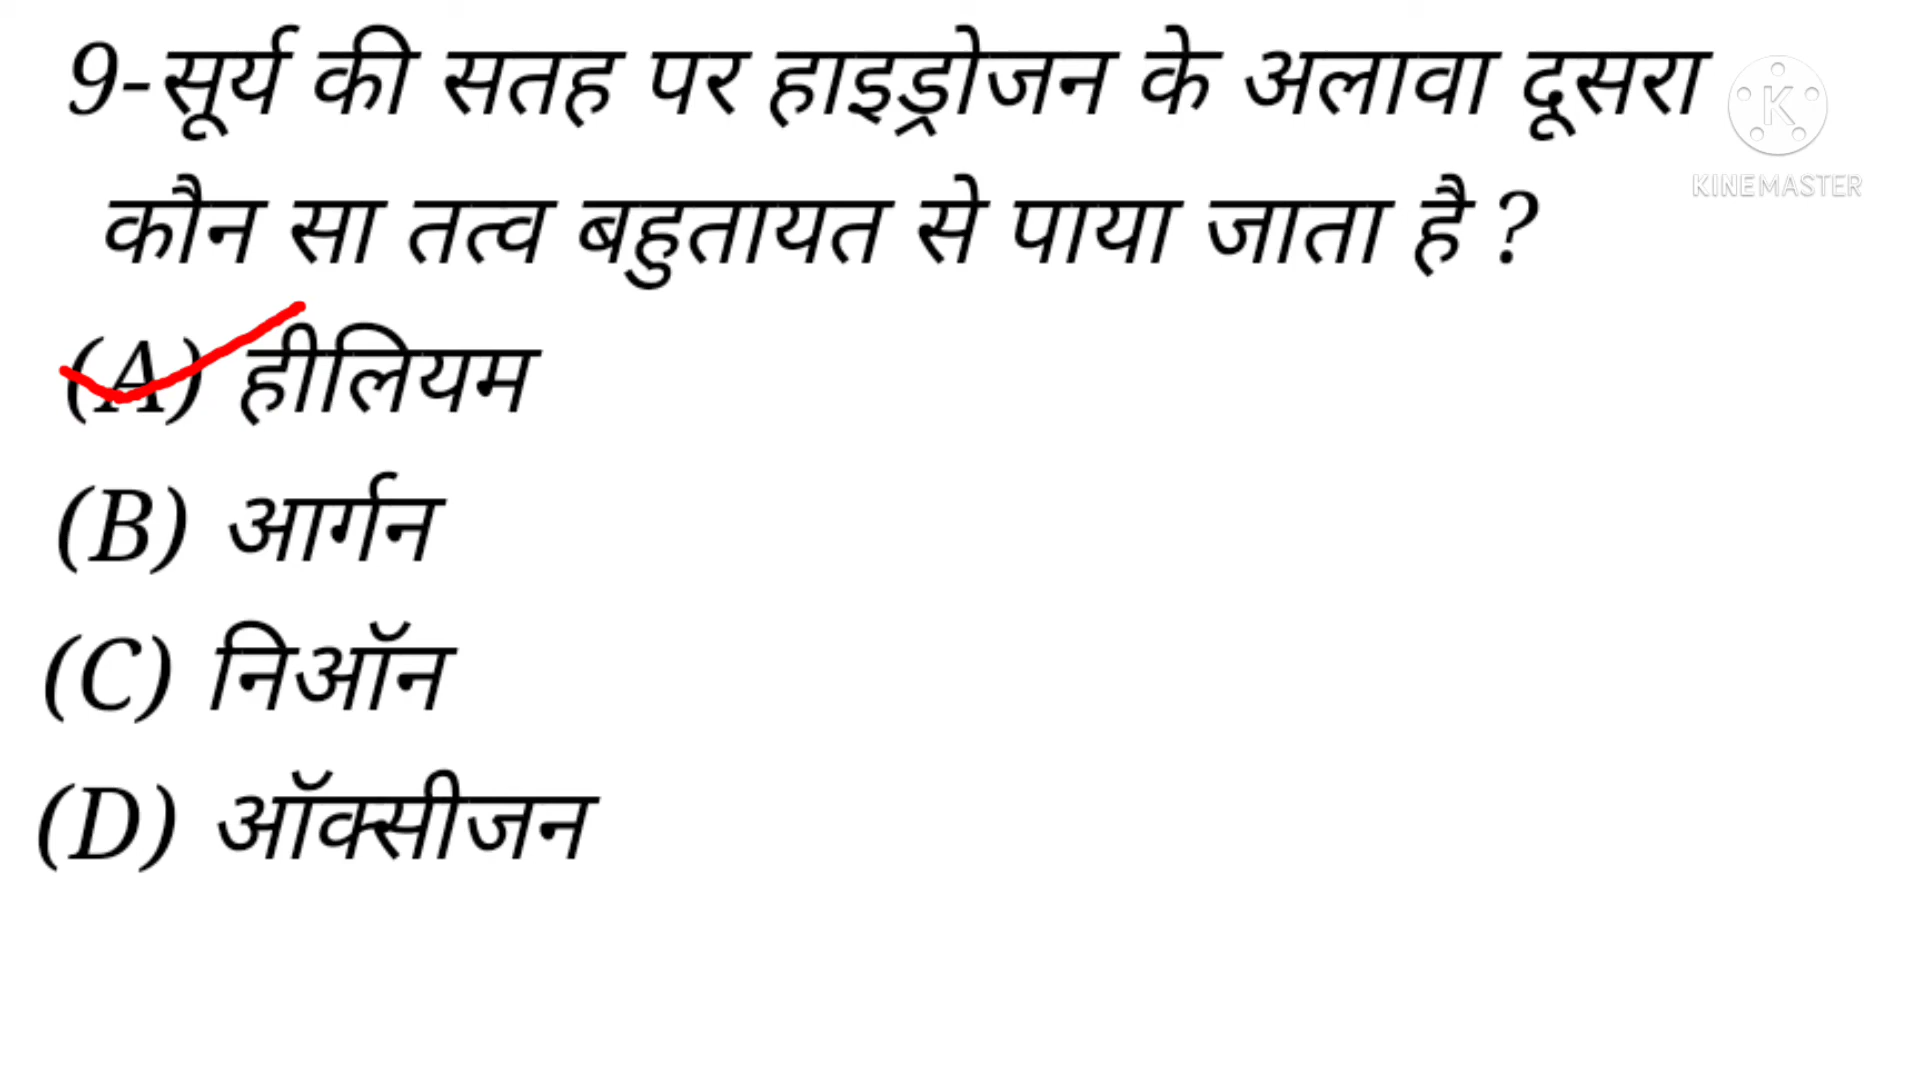 9-सूर्य की सतह पर हाइड्रोजन के अलावा दूसरा
कौन सा तत्व बहुतायत से पाया जाता है ?
(A) हीलियम
(B) आर्गन
(C) निऑन
(D) ऑक्सीजन
K
KINEMASTER